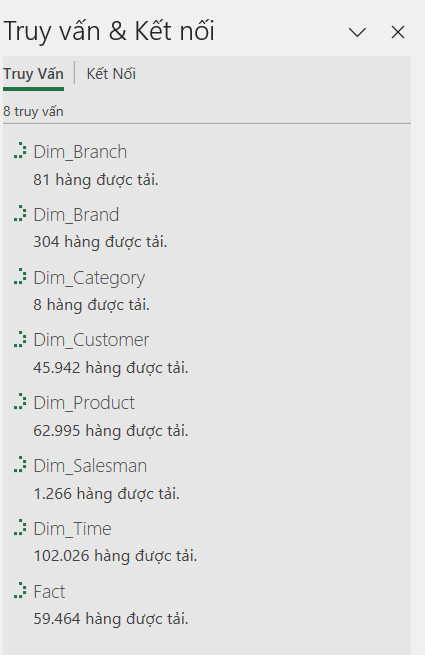 Truy vấn & Kết nối
Truy Vấn | Kết Nối
8 truy vấn
Dim_Branch
81 hàng được tải.
Dim_Brand
304 hàng được tải.
Dim_Category
8 hàng được tải.
Dim_Customer
45.942 hàng được tải.
Dim_Product
62.995 hàng được tải.
Dim_Salesman
1.266 hàng được tải.
Dim_Time
102.026 hàng được tải.
Fact
59.464 hàng được tải.